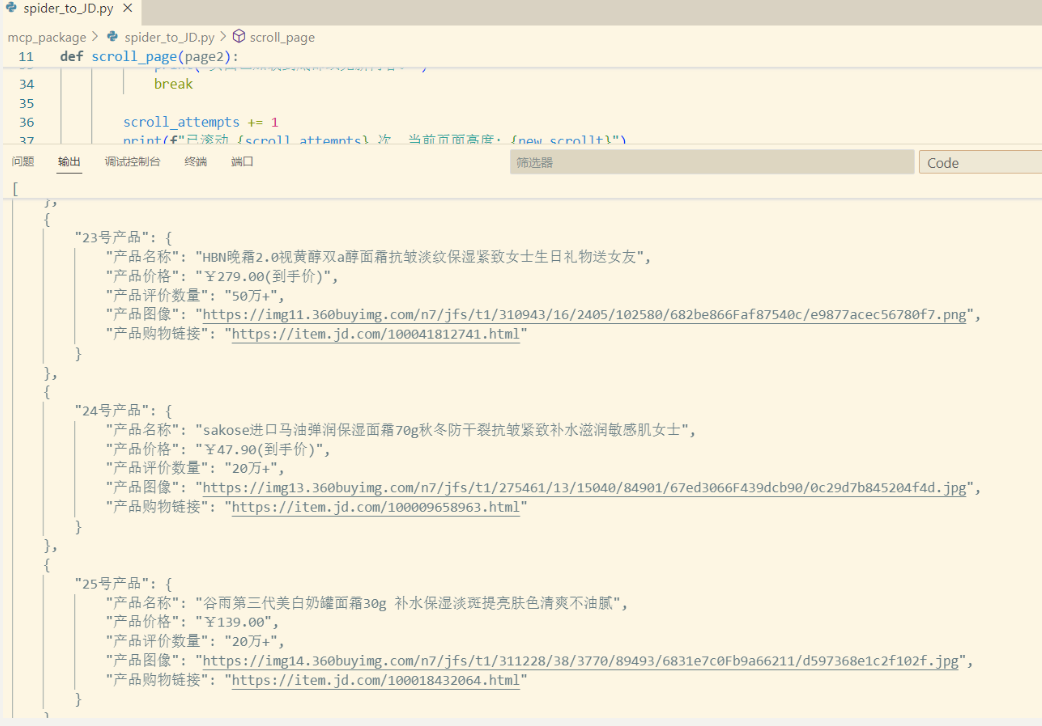 spider_to_JD.py ×
mcp_package > spider_to_JD.py > scroll_page
11 def scroll_page(page2):
34 break
35
36 scroll_attempts += 1
37 print(f"已滚动 {scroll_attempts} 次，当前页面高度: {new_scrollt}")
问题 输出 调试控制台 终端 端口 筛选器 Code
[
},
{
"23号产品": {
"产品名称": "HBN晚霜2.0视黄醇双a醇面霜抗皱淡纹保湿紧致女士生日礼物送女友",
"产品价格": "￥279.00(到手价)",
"产品评价数量": "50万+",
"产品图像": "https://img11.360buyimg.com/n7/jfs/t1/310943/16/2405/102580/682be866Faf87540c/e9877acec56780f7.png",
"产品购物链接": "https://item.jd.com/100041812741.html"
}
},
{
"24号产品": {
"产品名称": "sakose进口马油弹润保湿面霜70g秋冬防干裂抗皱紧致补水滋润敏感肌女士",
"产品价格": "￥47.90(到手价)",
"产品评价数量": "20万+",
"产品图像": "https://img13.360buyimg.com/n7/jfs/t1/275461/13/15040/84901/67ed3066F439dcb90/0c29d7b845204f4d.jpg",
"产品购物链接": "https://item.jd.com/100009658963.html"
}
},
{
"25号产品": {
"产品名称": "谷雨第三代美白奶罐面霜30g 补水保湿淡斑提亮肤色清爽不油腻",
"产品价格": "￥139.00",
"产品评价数量": "20万+",
"产品图像": "https://img14.360buyimg.com/n7/jfs/t1/311228/38/3770/89493/6831e7c0Fb9a66211/d597368e1c2f102f.jpg",
"产品购物链接": "https://item.jd.com/100018432064.html"
}